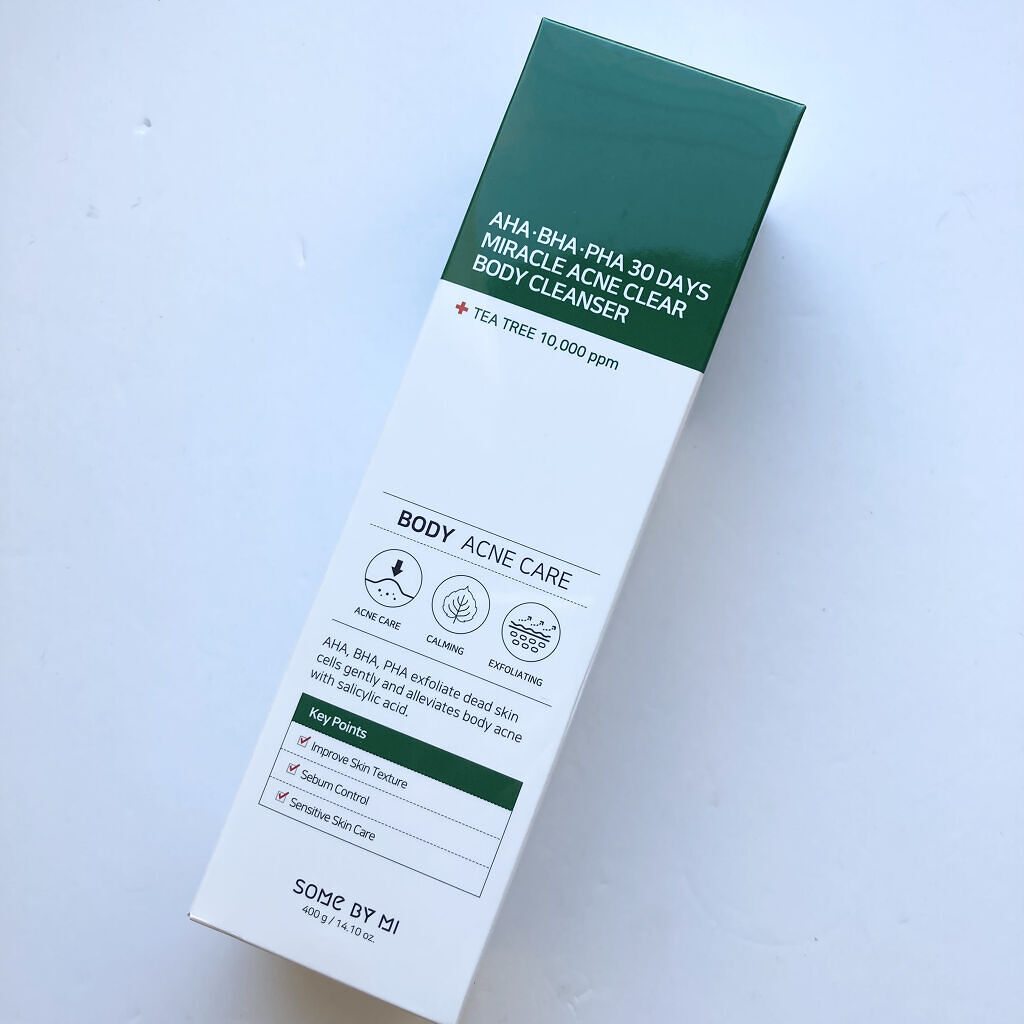 AHA·BHA·PHA 30 DAYS
MIRACLE ACNE CLEAR
BODY CLEANSER
TEA TREE 10,000 ppm
BODY ACNE CARE
ACNE CARE
CALMING
EXFOLIATING
AHA, BHA, PHA exfoliate dead skin
cells gently and alleviates body acne
with salicylic acid.
Key Points
Improve Skin Texture
Sebum Control
Sensitive Skin Care
SOME BY MI
400 g / 14.10 oz.